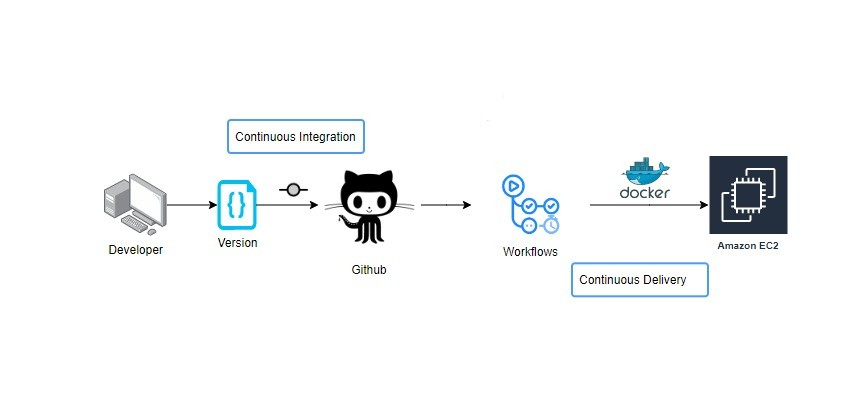 Continuous Integration
docker
Developer
Version
Github
Workflows
Amazon EC2
Continuous Delivery